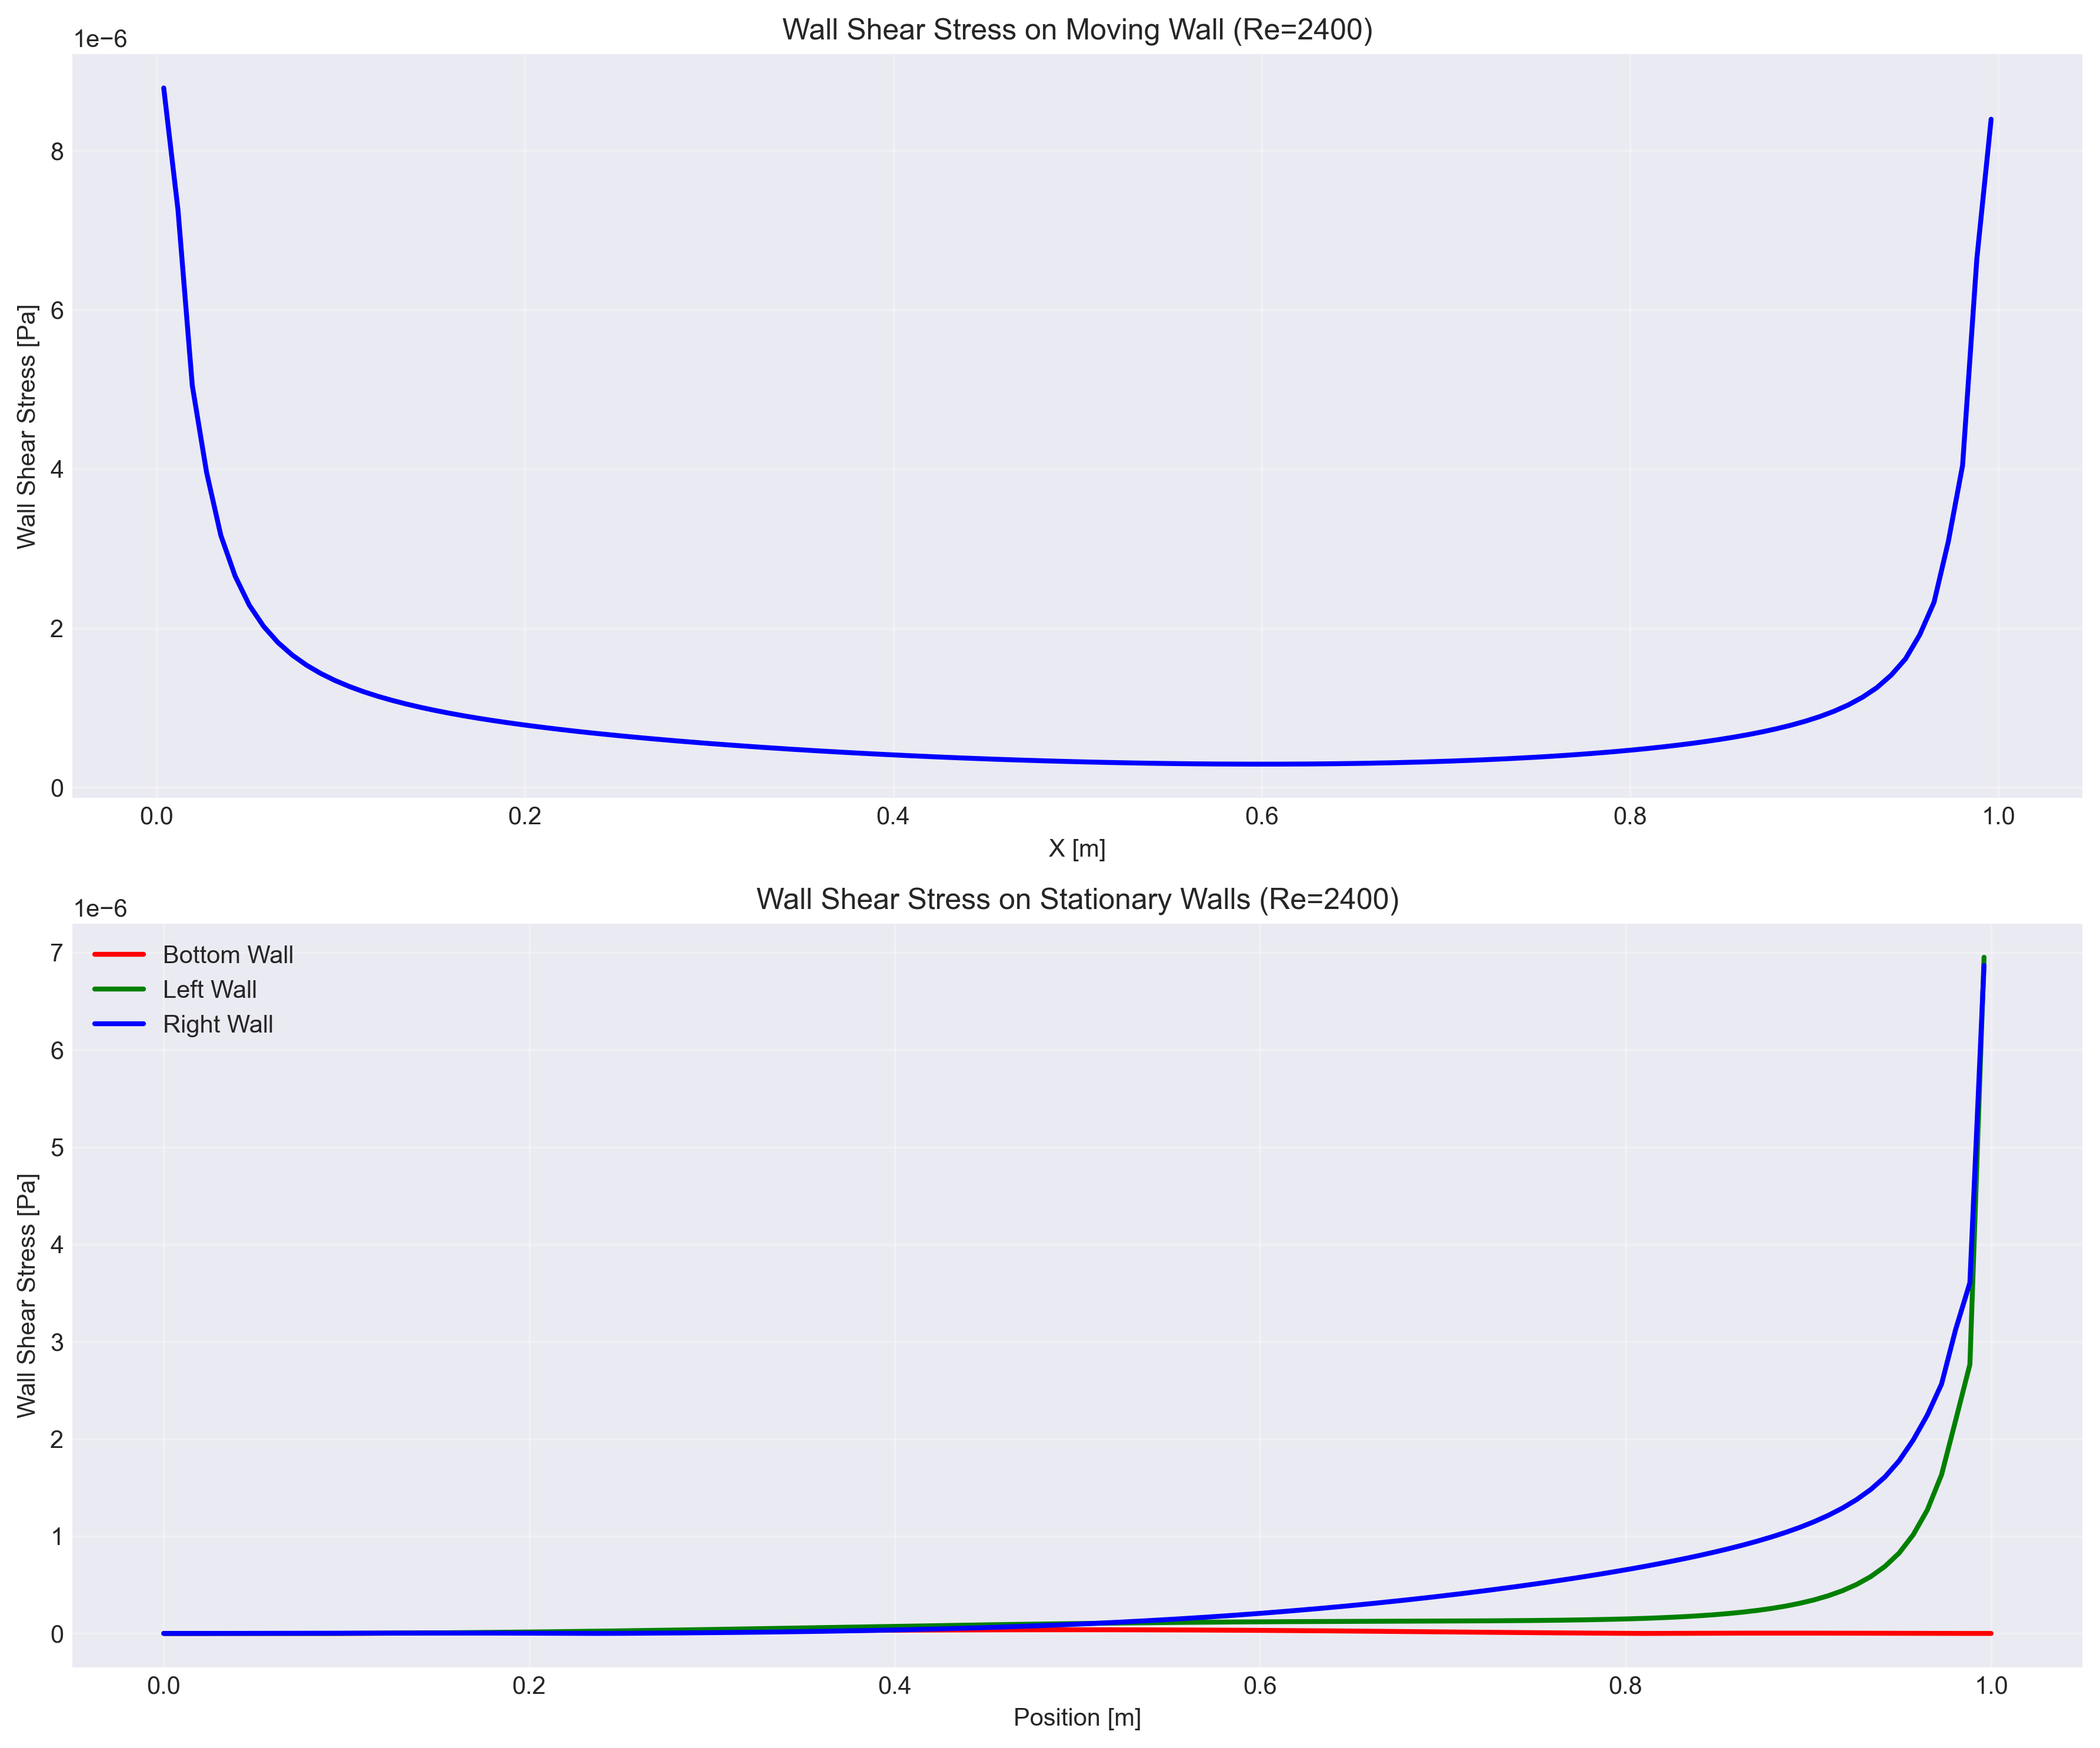 Wall Shear Stress on Moving Wall (Re=2400)
1e−6
8
6
4
2
0
Wall Shear Stress [Pa]
0.0 0.2 0.4 0.6 0.8 1.0
X [m]
Wall Shear Stress on Stationary Walls (Re=2400)
1e−6
7
6
5
4
3
2
1
0
Wall Shear Stress [Pa]
Bottom Wall
Left Wall
Right Wall
0.0 0.2 0.4 0.6 0.8 1.0
Position [m]